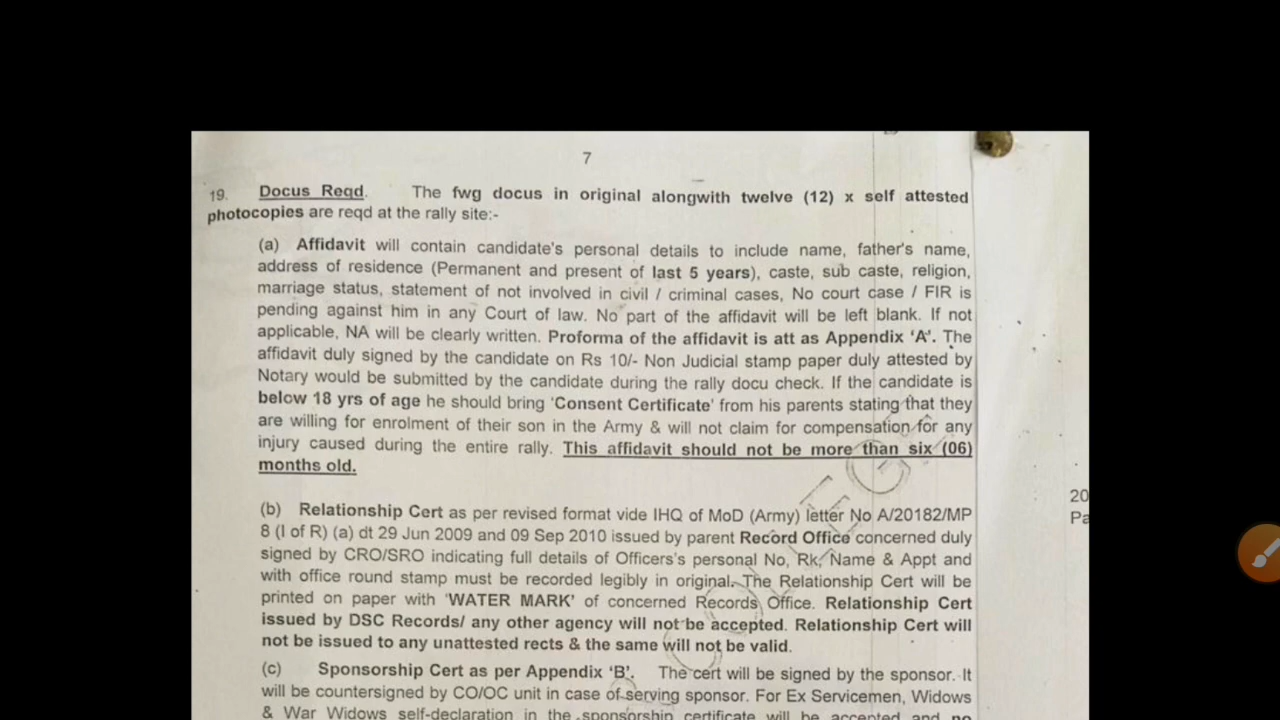 7
19. Docus Reqd. The fwg docus in original alongwith twelve (12) x self attested
photocopies are reqd at the rally site:-
(a) Affidavit will contain candidate's personal details to include name, father's name,
address of residence (Permanent and present of last 5 years), caste, sub caste, religion,
marriage status, statement of not involved in civil / criminal cases, No court case / FIR is
pending against him in any Court of law. No part of the affidavit will be left blank. If not
applicable, NA will be clearly written. Proforma of the affidavit is att as Appendix 'A'. The
affidavit duly signed by the candidate on Rs 10/- Non Judicial stamp paper duly attested by
Notary would be submitted by the candidate during the rally docu check. If the candidate is
below 18 yrs of age he should bring 'Consent Certificate' from his parents stating that they
are willing for enrolment of their son in the Army & will not claim for compensation for any
injury caused during the entire rally. This affidavit should not be more than six (06)
months old.
(b) Relationship Cert as per revised format vide IHQ of MoD (Army) letter No A/20182/MP
8 (I of R) (a) dt 29 Jun 2009 and 09 Sep 2010 issued by parent Record Office concerned duly
signed by CRO/SRO indicating full details of Officers's personal No, Rk, Name & Appt and
with office round stamp must be recorded legibly in original. The Relationship Cert will be
printed on paper with 'WATER MARK' of concerned Records Office. Relationship Cert
issued by DSC Records/ any other agency will not be accepted. Relationship Cert will
not be issued to any unattested rects & the same will not be valid.
(c) Sponsorship Cert as per Appendix 'B'. The cert will be signed by the sponsor. It
will be countersigned by CO/OC unit in case of serving sponsor. For Ex Servicemen, Widows
& War Widows self-declaration in the sponsorship certificate will be accepted and no
20
Pa